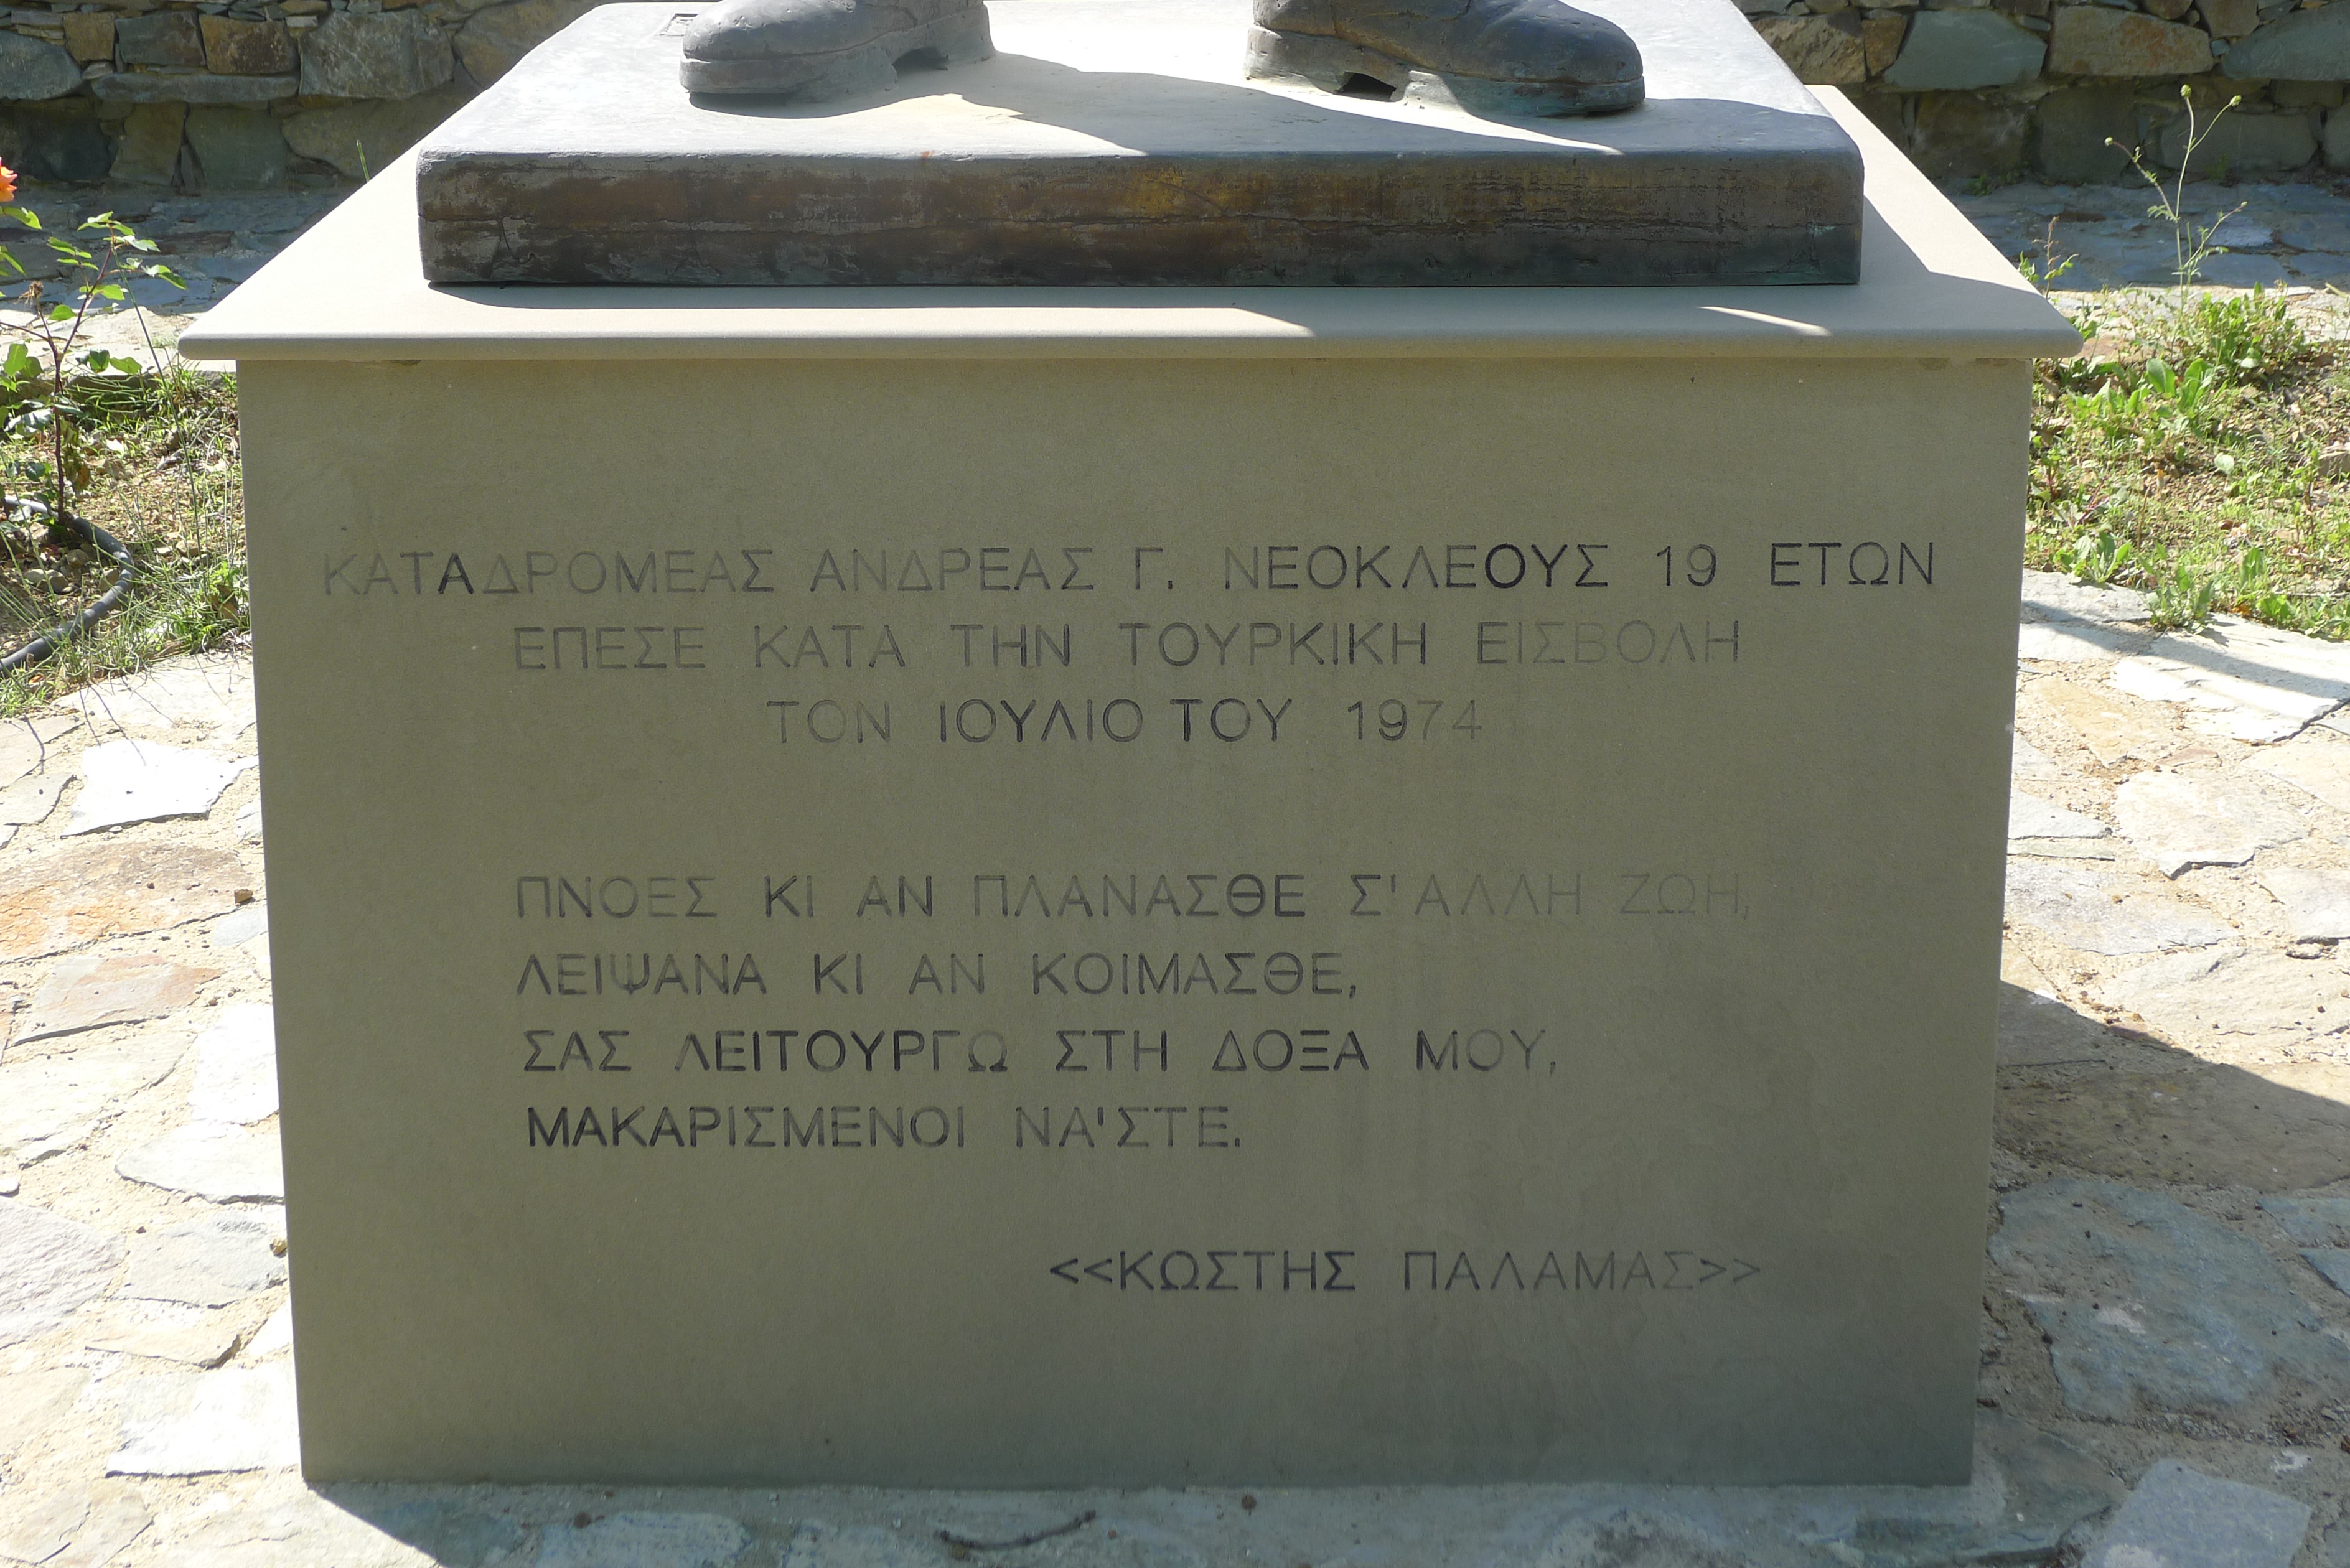 ΚΑΤΑΔΡΟΜΕΑΣ ΑΝΔΡΕΑΣ Γ. ΝΕΟΚΛΕΟΥΣ 19 ΕΤΩΝ
ΕΠΕΣΕ ΚΑΤΑ ΤΗΝ ΤΟΥΡΚΙΚΗ ΕΙΣΒΟΛΗ
ΤΟΝ ΙΟΥΛΙΟ ΤΟΥ 1974
ΠΝΟΕΣ ΚΙ ΑΝ ΠΛΑΝΑΣΘΕ Σ'ΑΛΛΗ ΖΩΗ,
ΛΕΙΨΑΝΑ ΚΙ ΑΝ ΚΟΙΜΑΣΘΕ,
ΣΑΣ ΛΕΙΤΟΥΡΓΩ ΣΤΗ ΔΟΞΑ ΜΟΥ,
ΜΑΚΑΡΙΣΜΕΝΟΙ ΝΑ'ΣΤΕ.
<<ΚΩΣΤΗΣ ΠΑΛΑΜΑΣ>>